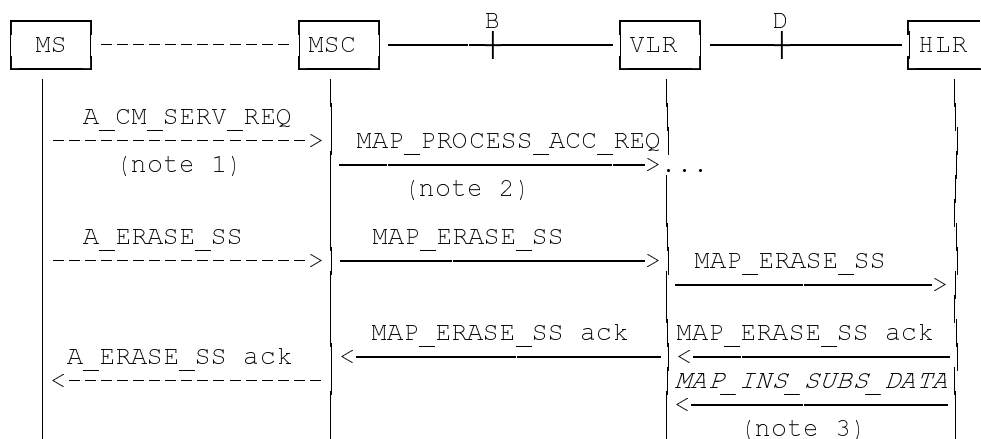 B D
MS MSC VLR HLR
A_CM_SERV_REQ
MAP_PROCESS_ACC_REQ
(note 1)
...
(note 2)
A_ERASE_SS MAP_ERASE_SS
MAP_ERASE_SS
MAP_ERASE_SS ack MAP_ERASE_SS ack
A_ERASE_SS ack
MAP_INS_SUBS_DATA
(note 3)